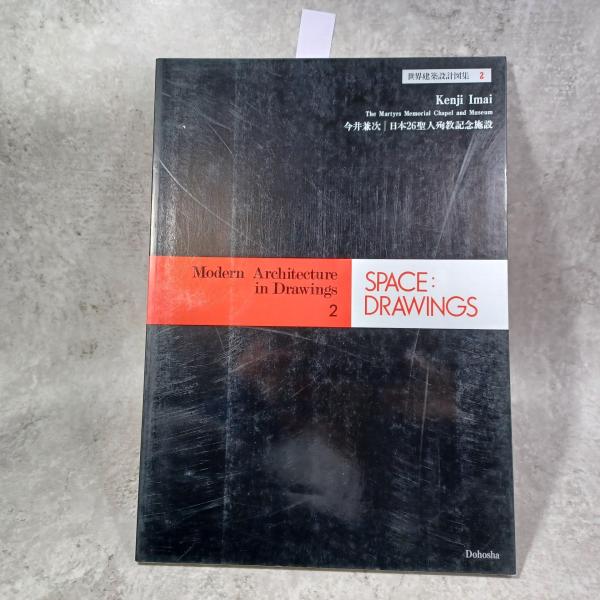 世界建築設計図集 2
Kenji Imai
The Martyrs Memorial Chapel and Museum
今井兼次｜日本26聖人殉教記念施設
Modern Architecture
in Drawings
2
SPACE:
DRAWINGS
Dohosha